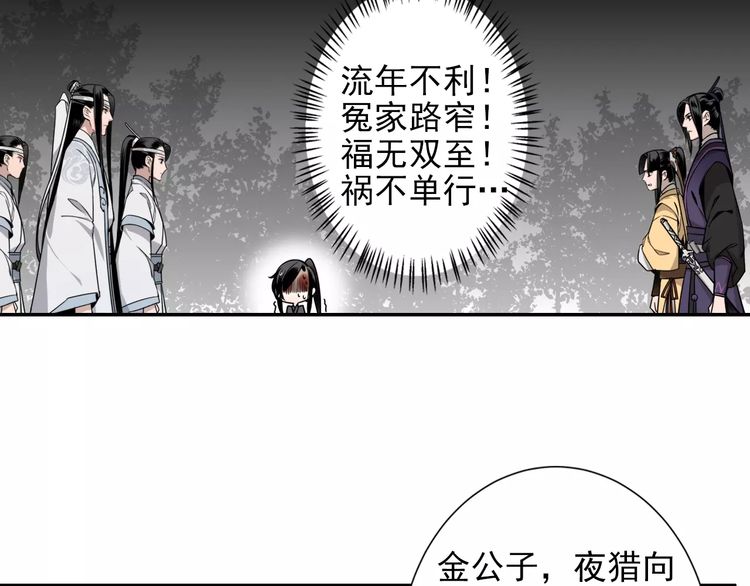 流年不利！
冤家路窄！
福无双至！
祸不单行…
金公子，夜猎向